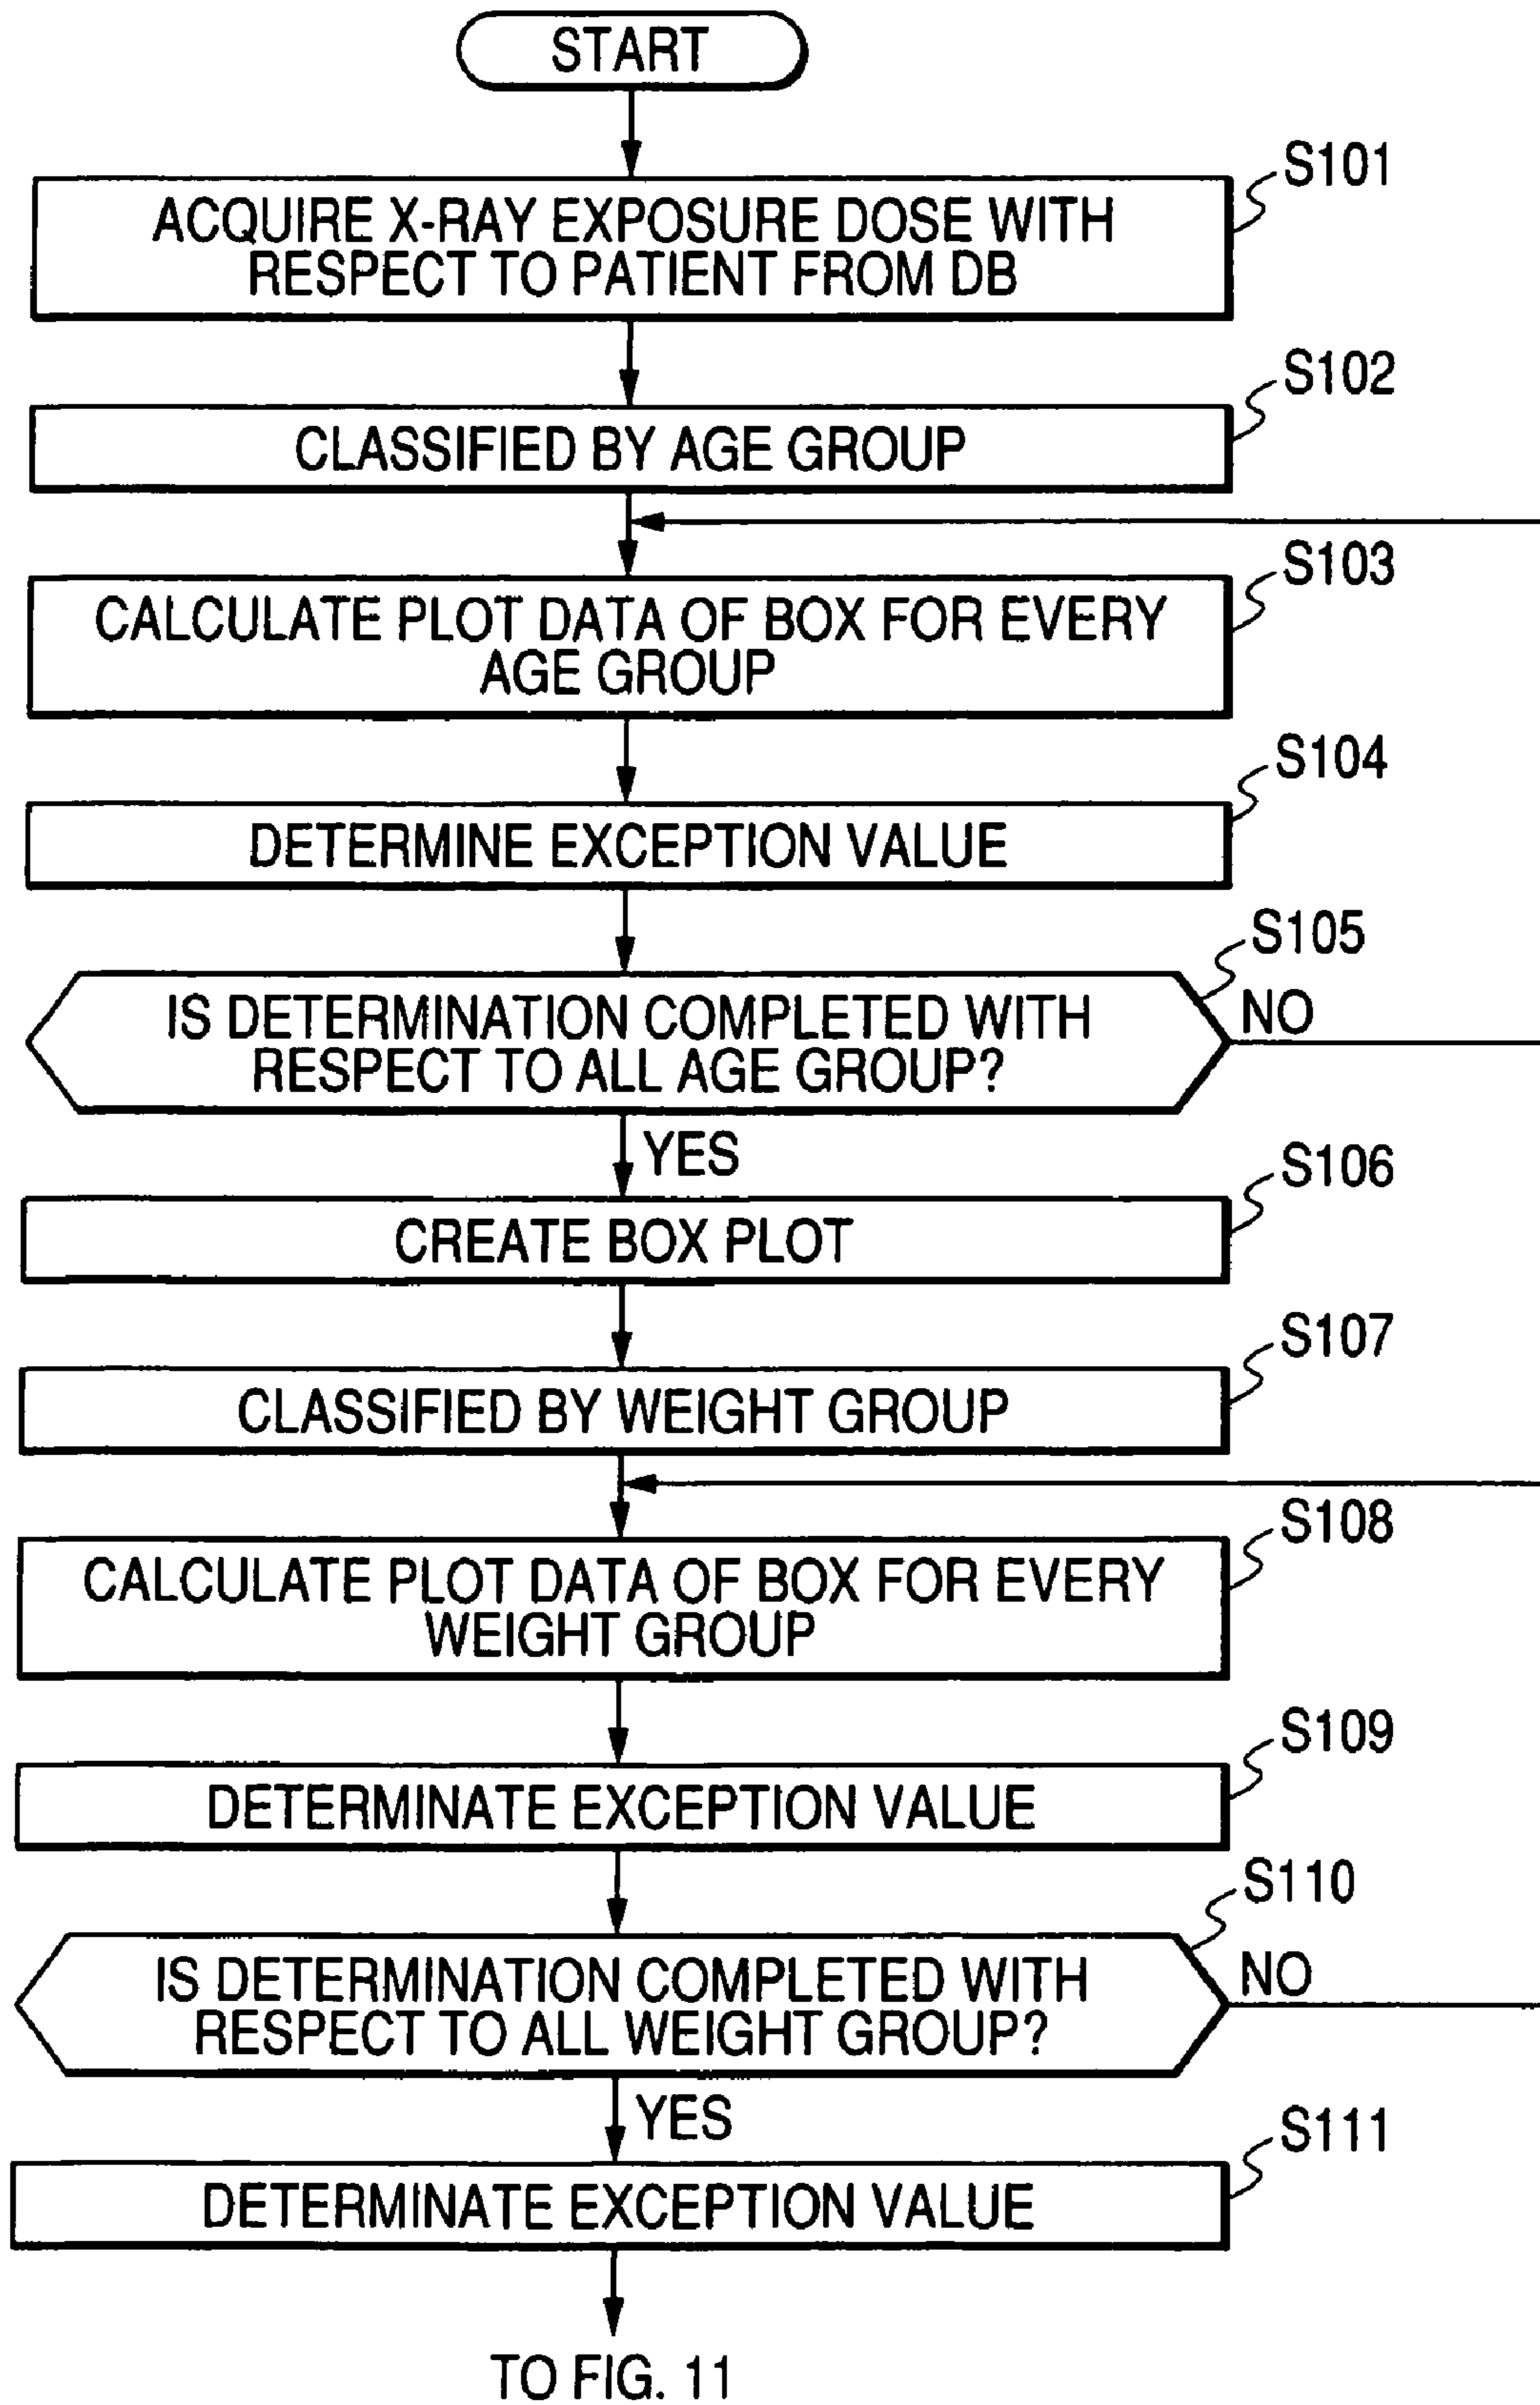 START
S101
ACQUIRE X-RAY EXPOSURE DOSE WITH
RESPECT TO PATIENT FROM DB
S102
CLASSIFIED BY AGE GROUP
S103
CALCULATE PLOT DATA OF BOX FOR EVERY
AGE GROUP
S104
DETERMINE EXCEPTION VALUE
S105
IS DETERMINATION COMPLETED WITH
RESPECT TO ALL AGE GROUP?
NO
YES
S106
CREATE BOX PLOT
S107
CLASSIFIED BY WEIGHT GROUP
S108
CALCULATE PLOT DATA OF BOX FOR EVERY
WEIGHT GROUP
S109
DETERMINATE EXCEPTION VALUE
S110
IS DETERMINATION COMPLETED WITH
RESPECT TO ALL WEIGHT GROUP?
NO
YES
S111
DETERMINATE EXCEPTION VALUE
TO FIG. 11